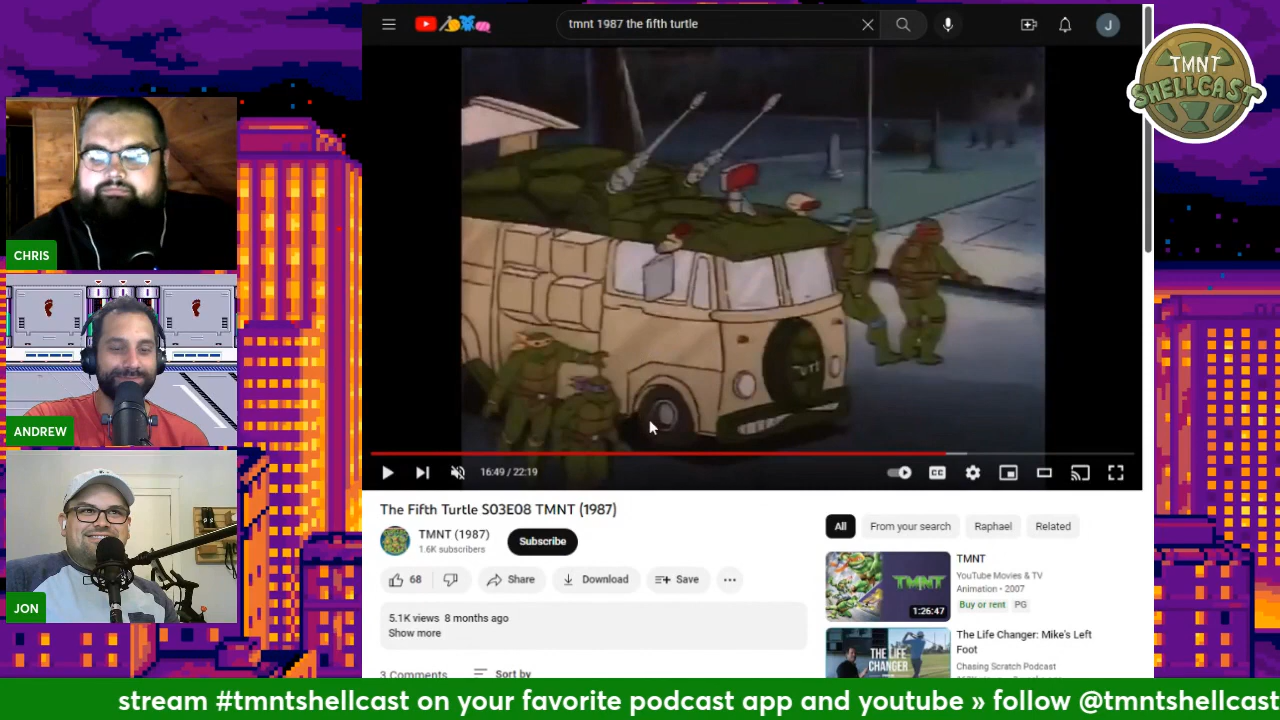 tmnt 1987 the fifth turtle
J
TMNT
SHELLCAST
CHRIS
ANDREW
JON
16:49 / 22:19
CC
The Fifth Turtle S03E08 TMNT (1987)
TMNT (1987)
1.6K subscribers
Subscribe
68
Share
Download
Save
5.1K views 8 months ago
Show more
3 Comments
Sort by
All
From your search
Raphael
Related
TMNT
1:26:47
TMNT
YouTube Movies & TV
Animation • 2007
Buy or rent
PG
THE LIFE
CHANGER
The Life Changer: Mike's Left
Foot
Chasing Scratch Podcast
stream #tmntshellcast on your favorite podcast app and youtube » follow @tmntshellcast